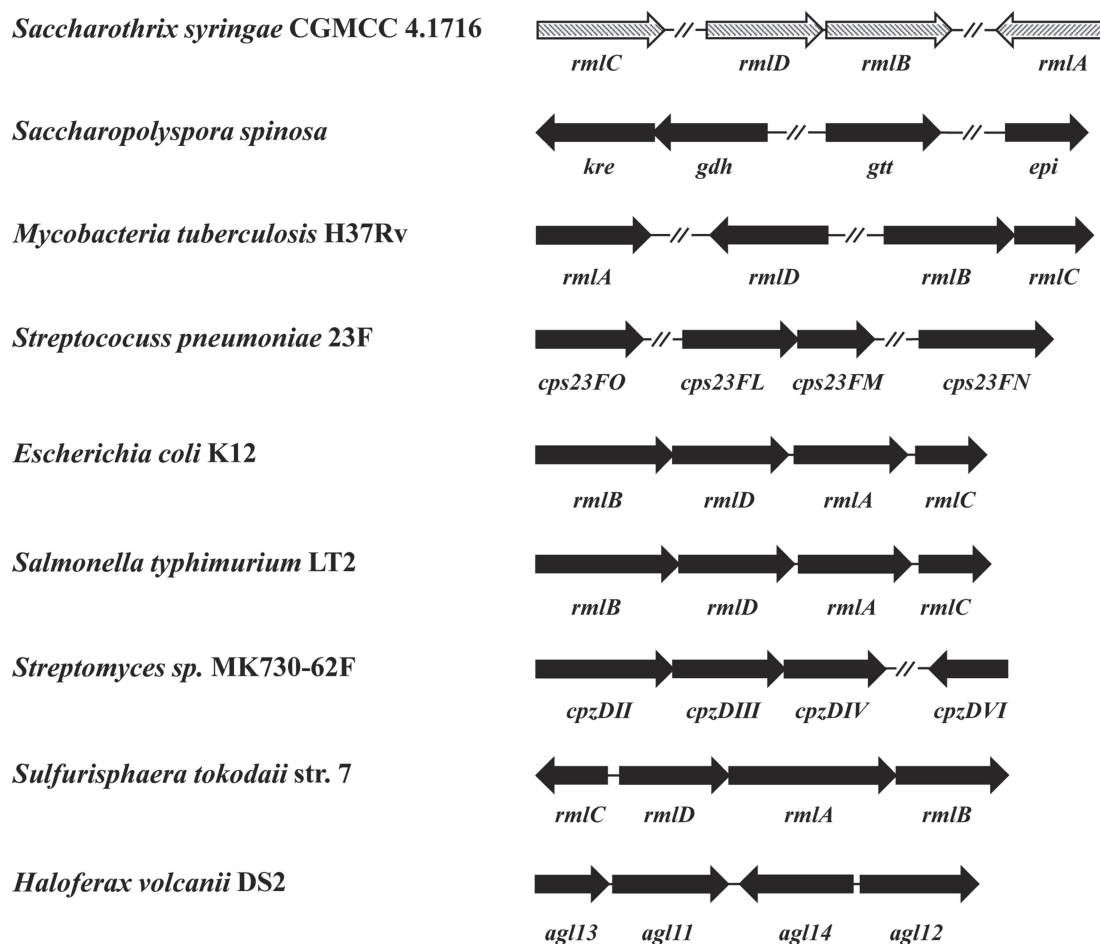 Saccharothrix syringae CGMCC 4.1716
rmlC rmlD rmlB rmlA
Saccharopolyspora spinosa
kre gdh gtt epi
Mycobacteria tuberculosis H37Rv
rmlA rmlD rmlB rmlC
Streptocucuss pneumoniae 23F
cps23FO cps23FL cps23FM cps23FN
Escherichia coli K12
rmlB rmlD rmlA rmlC
Salmonella typhimurium LT2
rmlB rmlD rmlA rmlC
Streptomyces sp. MK730-62F
cpzDII cpzDIII cpzDIV cpzDVI
Sulfurisphaera tokodaii str. 7
rmlC rmlD rmlA rmlB
Haloferax volcanii DS2
agl13 agl11 agl14 agl12